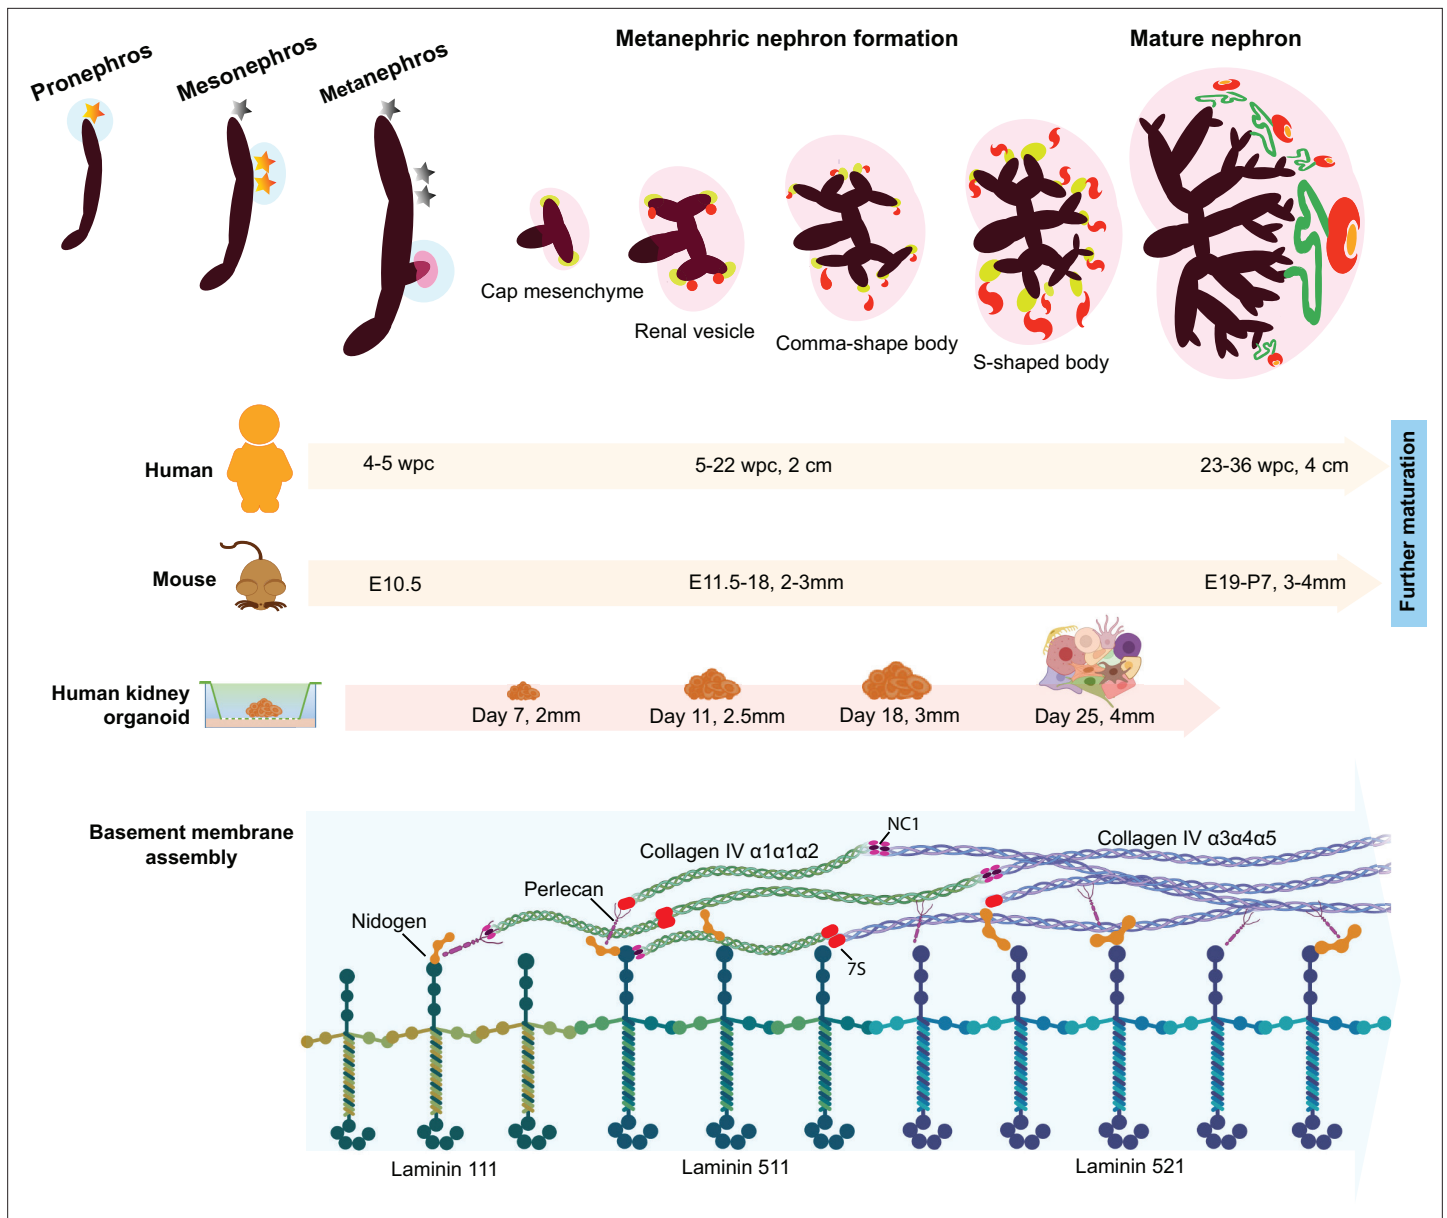 Pronephros
Mesonephros
Metanephros
Metanephric nephron formation
Mature nephron
Cap mesenchyme
Renal vesicle
Comma-shape body
S-shaped body
Human
4-5 wpc
5-22 wpc, 2 cm
23-36 wpc, 4 cm
Mouse
E10.5
E11.5-18, 2-3mm
E19-P7, 3-4mm
Further maturation
Human kidney
organoid
Day 7, 2mm
Day 11, 2.5mm
Day 18, 3mm
Day 25, 4mm
Basement membrane
assembly
NC1
Collagen IV α1α1α2
Collagen IV α3α4α5
Perlecan
Nidogen
7S
Laminin 111
Laminin 511
Laminin 521